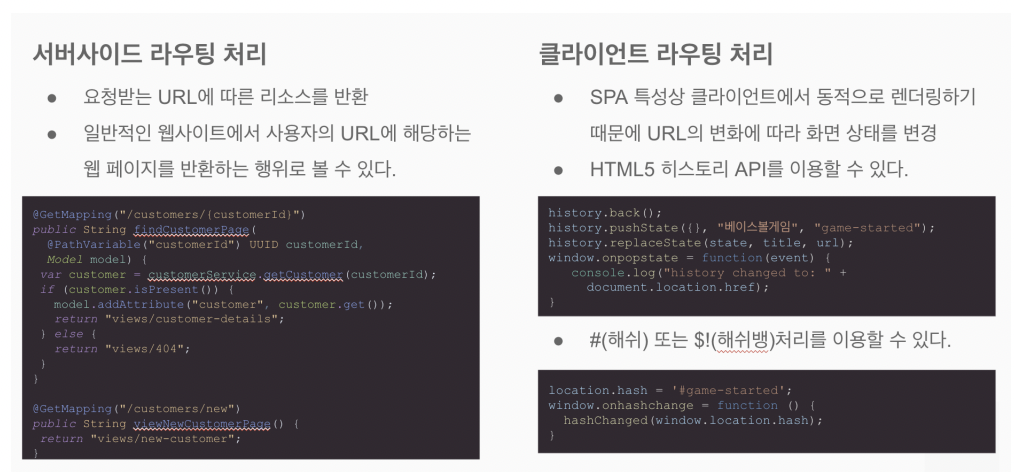 서버사이드 라우팅 처리
● 요청받는 URL에 따른 리소스를 반환
● 일반적인 웹사이트에서 사용자의 URL에 해당하는
웹 페이지를 반환하는 행위로 볼 수 있다.
@GetMapping("/customers/{customerId}")
public String findCustomerPage(
@PathVariable("customerId") UUID customerId,
Model model) {
var customer = customerService.getCustomer(customerId);
if (customer.isPresent()) {
model.addAttribute("customer", customer.get());
return "views/customer-details";
} else {
return "views/404";
}
}
@GetMapping("/customers/new")
public String viewNewCustomerPage() {
return "views/new-customer";
}
클라이언트 라우팅 처리
● SPA 특성상 클라이언트에서 동적으로 렌더링하기
때문에 URL의 변화에 따라 화면 상태를 변경
● HTML5 히스토리 API를 이용할 수 있다.
history.back();
history.pushState({}, "베이스볼게임", "game-started");
history.replaceState(state, title, url);
window.onpopstate = function(event) {
console.log("history changed to: " +
document.location.href);
}
● #(해쉬) 또는 $!(해쉬뱅)처리를 이용할 수 있다.
location.hash = '#game-started';
window.onhashchange = function () {
hashChanged(window.location.hash);
}